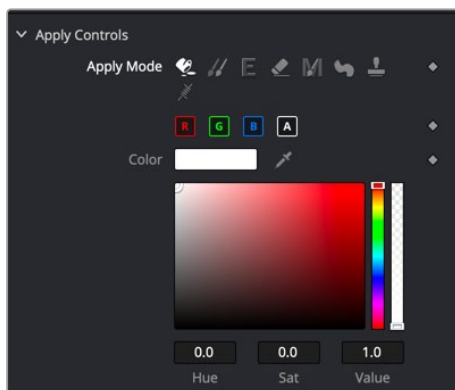 Apply Controls
Apply Mode
R G B A
Color
0.0 0.0 1.0
Hue Sat Value